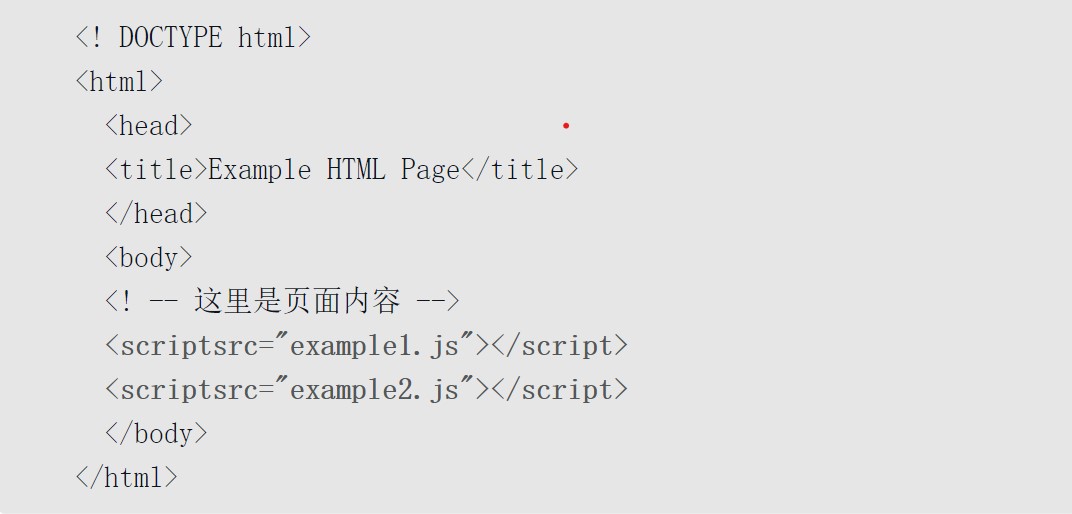 <! DOCTYPE html>
<html>
<head>
<title>Example HTML Page</title>
</head>
<body>
<! -- 这里是页面内容 -->
<scriptsrc="example1.js"></script>
<scriptsrc="example2.js"></script>
</body>
</html>